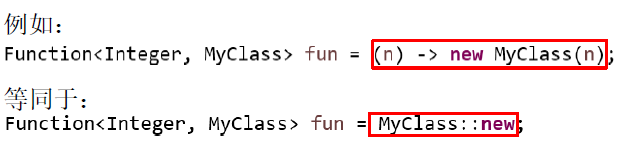 例如：
Function<Integer, MyClass> fun = (n) -> new MyClass(n);
等同于：
Function<Integer, MyClass> fun = MyClass::new;